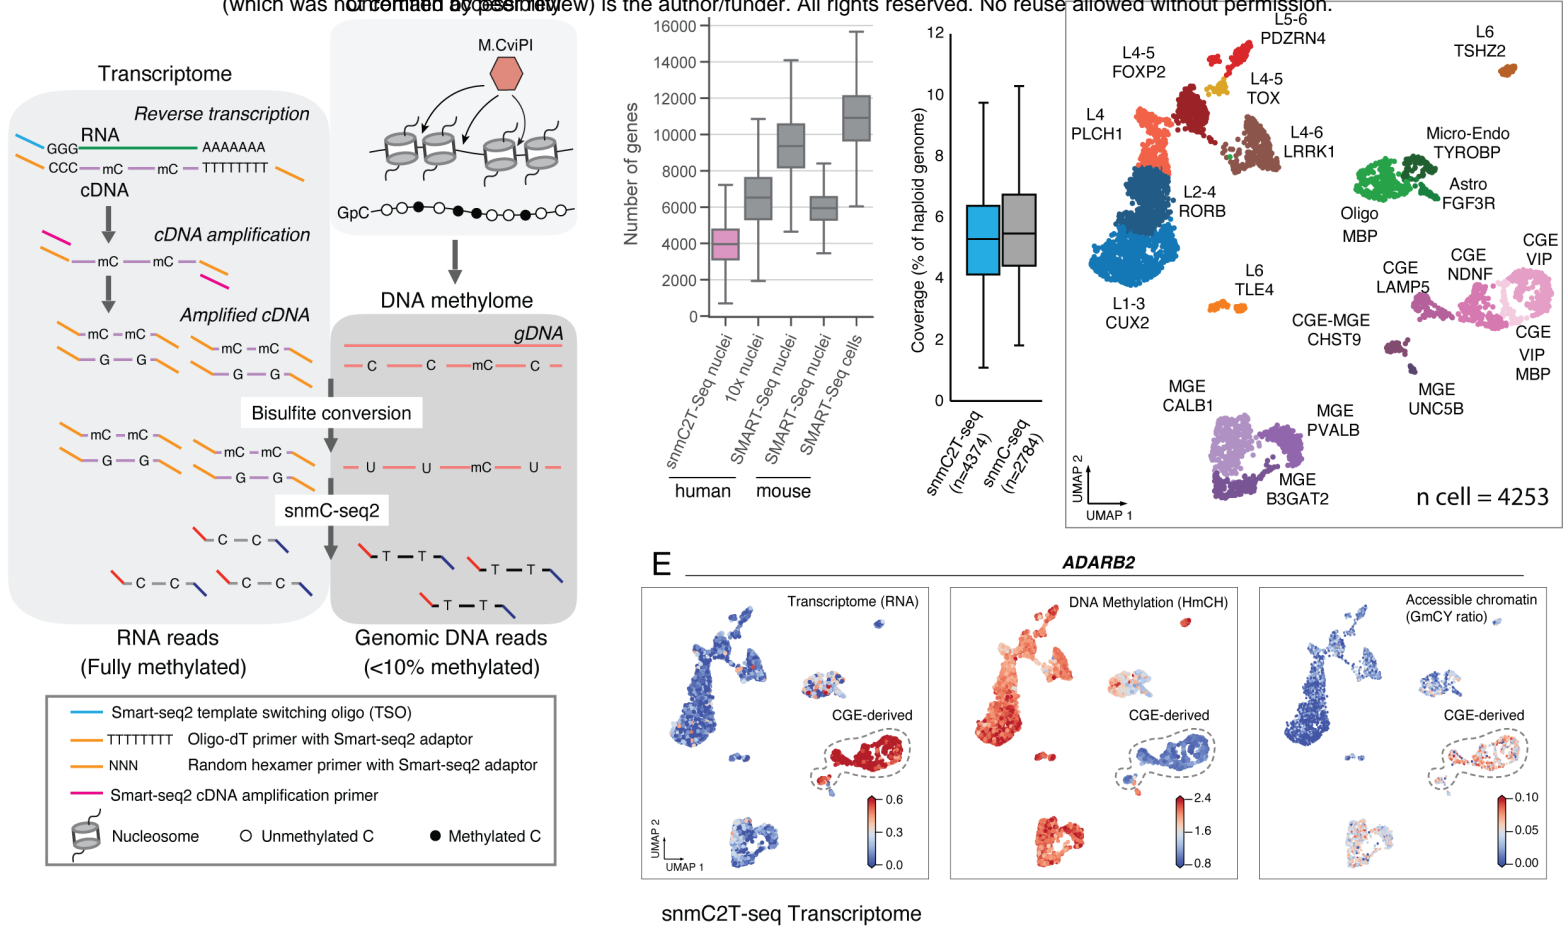 (which was not certified by peer review) is the author/funder. All rights reserved. No reuse allowed without permission.
Transcriptome
Reverse transcription
RNA
GGG
AAAAAAA
CCC
mC
mC
TTTTTTTT
cDNA
cDNA amplification
mC
mC
Amplified cDNA
mC
mC
G
G
mC
mC
G
G
M.CviPI
GpC
DNA methylome
gDNA
C
C
mC
C
Bisulfite conversion
mC
mC
G
G
mC
mC
G
G
U
U
mC
U
snmC-seq2
C
C
C
C
C
C
T
T
T
T
T
T
RNA reads
(Fully methylated)
Genomic DNA reads
(<10% methylated)
Smart-seq2 template switching oligo (TSO)
TTTTTTTT Oligo-dT primer with Smart-seq2 adaptor
NNN Random hexamer primer with Smart-seq2 adaptor
Smart-seq2 cDNA amplification primer
Nucleosome
Unmethylated C
Methylated C
Number of genes
16000
14000
12000
10000
8000
6000
4000
2000
0
snmC2T-Seq nuclei
10x nuclei
SMART-Seq nuclei
SMART-Seq nuclei
SMART-Seq cells
human
mouse
Coverage (% of haploid genome)
12
10
8
6
4
2
0
snmC2T-seq
(n=4374)
snmC-seq
(n=2784)
L5-6
PDZRN4
L6
TSHZ2
L4-5
FOXP2
L4-5
TOX
L4
PLCH1
L4-6
LRRK1
Micro-Endo
TYROBP
L2-4
RORB
Astro
FGF3R
Oligo
MBP
CGE
VIP
CGE
NDNF
CGE
LAMP5
L6
TLE4
L1-3
CUX2
CGE-MGE
CHST9
CGE
VIP
MBP
MGE
UNC5B
MGE
CALB1
MGE
PVALB
MGE
B3GAT2
UMAP 2
UMAP 1
n cell = 4253
E
ADARB2
Transcriptome (RNA)
CGE-derived
0.6
0.3
0.0
UMAP 2
UMAP 1
DNA Methylation (HmCH)
CGE-derived
2.4
1.6
0.8
Accessible chromatin
(GmCY ratio)
CGE-derived
0.10
0.05
0.00
snmC2T-seq Transcriptome